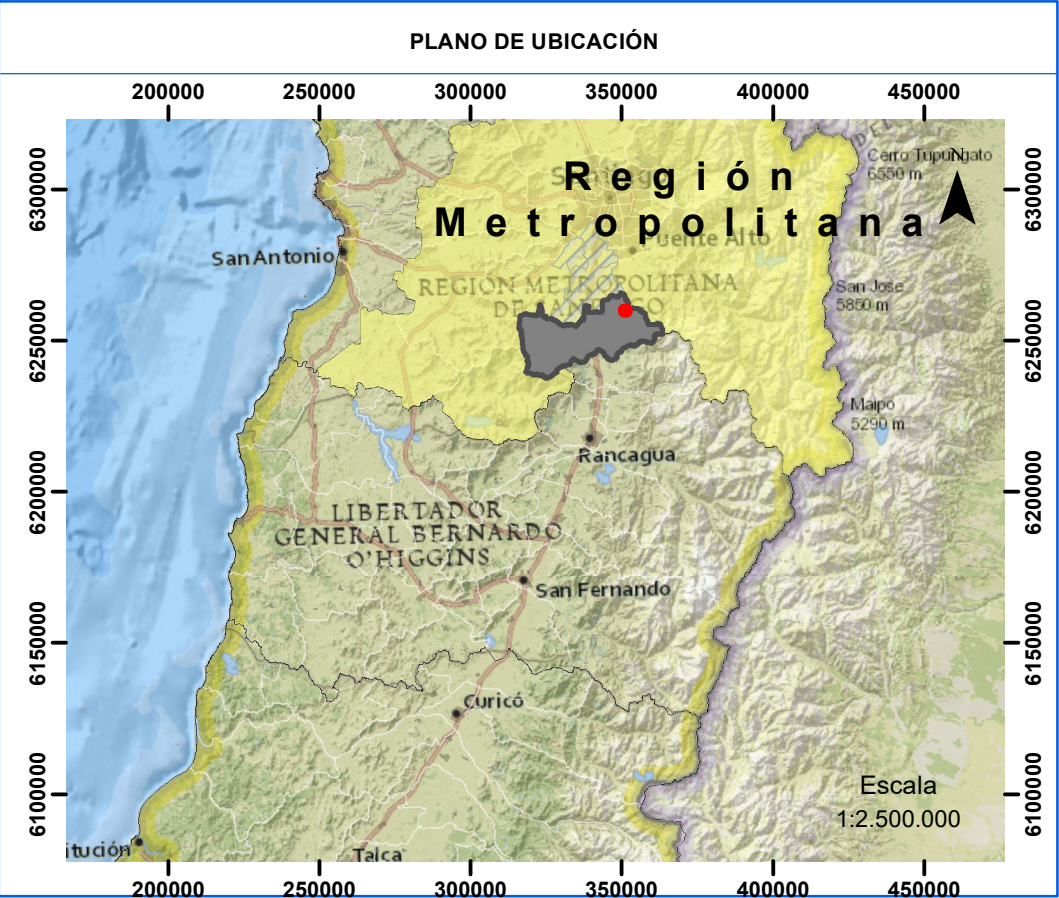 PLANO DE UBICACIÓN
200000 250000 300000 350000 400000 450000
6300000
6250000
6200000
6150000
6100000
Cerro Tupungato
6550 m
N
Región
Metropolitana
Puente Alto
San Antonio
REGION METROPOLITANA
San Jose
5850 m
Maipo
5290 m
Rancagua
LIBERTADOR
GENERAL BERNARDO
O'HIGGINS
San Fernando
Curicó
Escala
1:2.500.000
itución
Talca
6300000
6250000
6200000
6150000
6100000
200000 250000 300000 350000 400000 450000